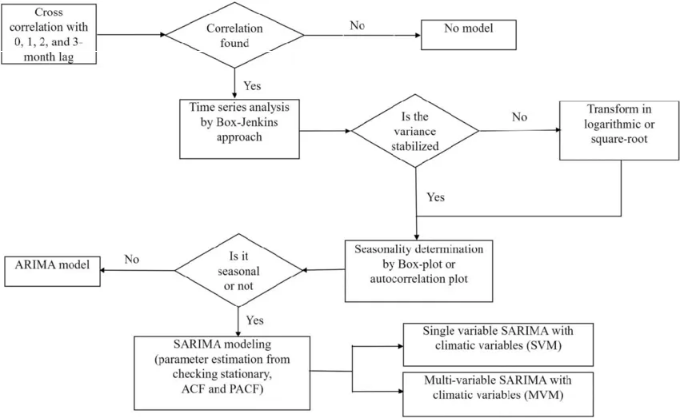 Cross
correlation with
0, 1, 2, and 3-
month lag
Correlation
found
No
No model
Yes
Time series analysis
by Box-Jenkins
approach
Is the
variance
stabilized
No
Transform in
logarithmic or
square-root
Yes
Seasonality determination
by Box-plot or
autocorrelation plot
Is it
seasonal
or not
No
ARIMA model
Yes
SARIMA modeling
(parameter estimation from
checking stationary,
ACF and PACF)
Single variable SARIMA with
climatic variables (SVM)
Multi-variable SARIMA with
climatic variables (MVM)